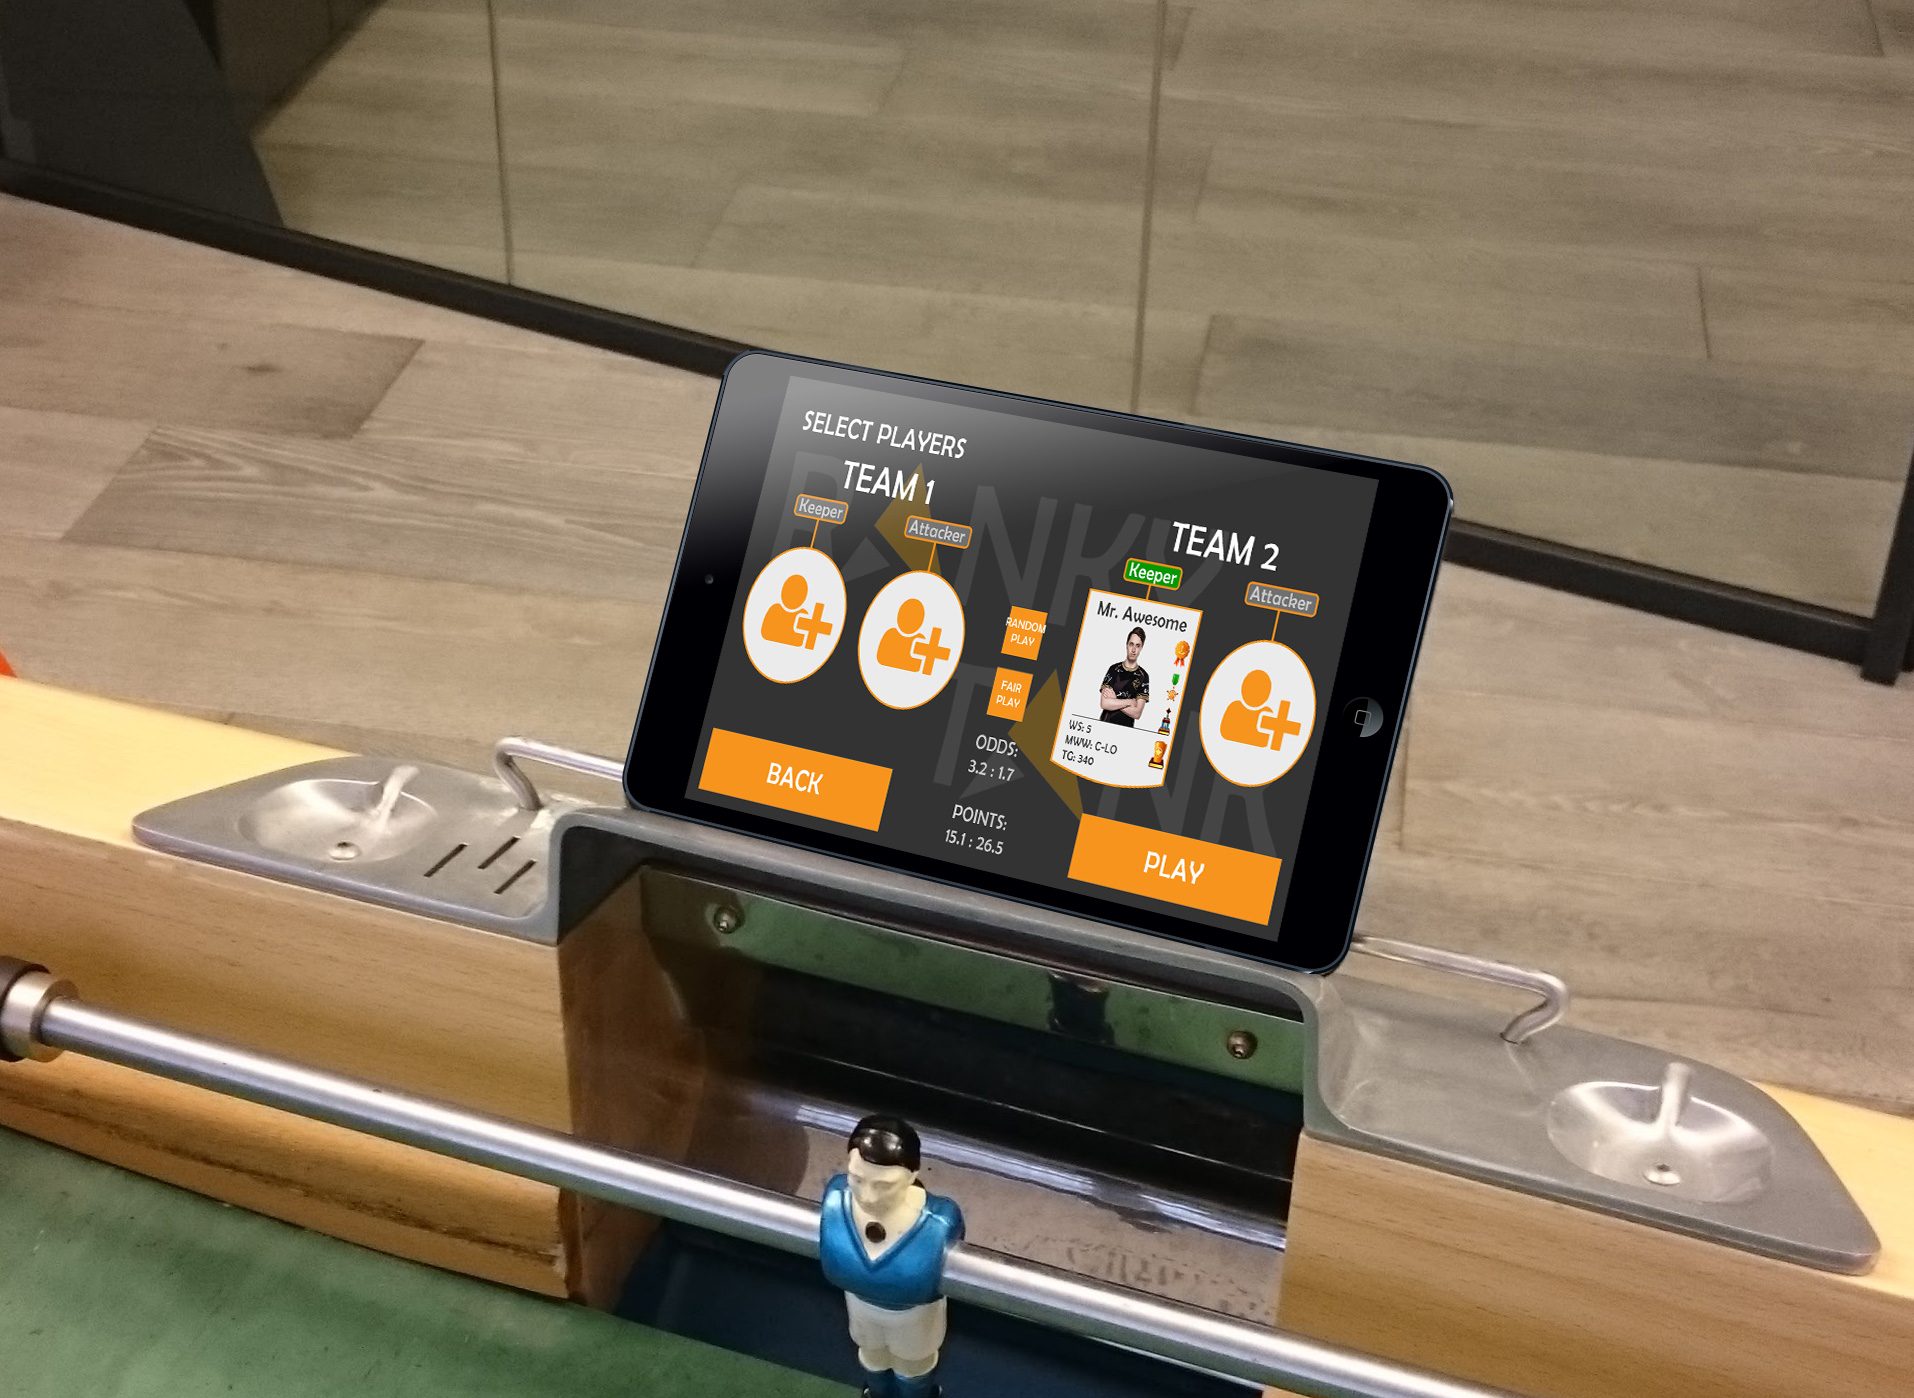 SELECT PLAYERS
TEAM 1
Keeper
Attacker
TEAM 2
Keeper
Attacker
Mr. Awesome
WS: 5
MWW: C-LO
TG: 340
RANDOM
PLAY
FAIR
PLAY
ODDS:
3.2 : 1.7
POINTS:
15.1 : 26.5
BACK
PLAY